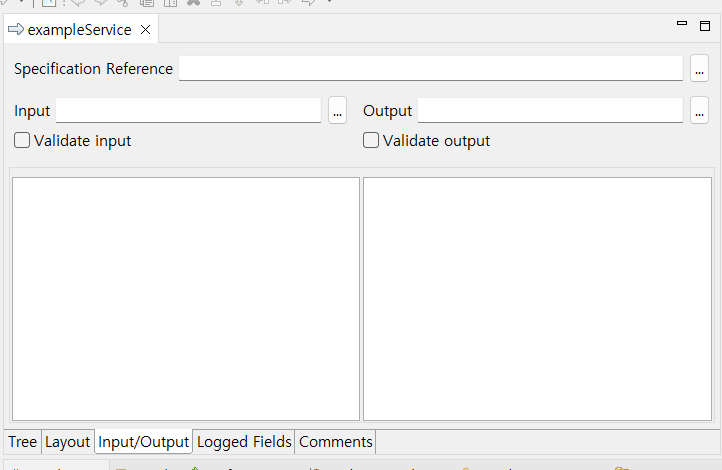 exampleService
Specification Reference ...
Input ... Output ...
Validate input Validate output
Tree Layout Input/Output Logged Fields Comments